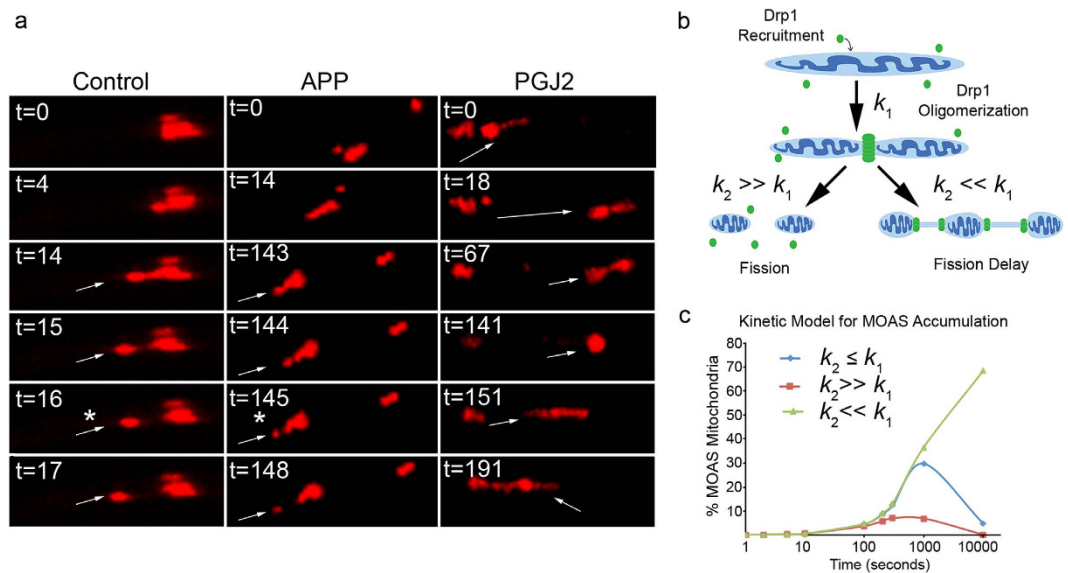 a
Control
APP
PGJ2
t=0
t=4
t=14
t=15
t=16
*
t=17
t=0
t=14
t=143
t=144
t=145
*
t=148
t=0
t=18
t=67
t=141
t=151
t=191
b
Drp1
Recruitment
k1
Drp1
Oligomerization
k2 >> k1
k2 << k1
Fission
Fission Delay
c
Kinetic Model for MOAS Accumulation
% MOAS Mitochondria
80
70
60
50
40
30
20
10
k2 ≤ k1
k2>> k1
k2<< k1
1
10
100
1000
10000
Time (seconds)